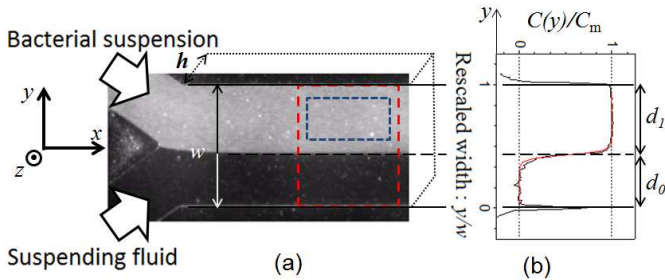 Bacterial suspension
h
y
x
z
w
Suspending fluid
(a)
y
C(y)/Cm
0
1
Rescaled width : y/w
1
0
d1
d0
(b)